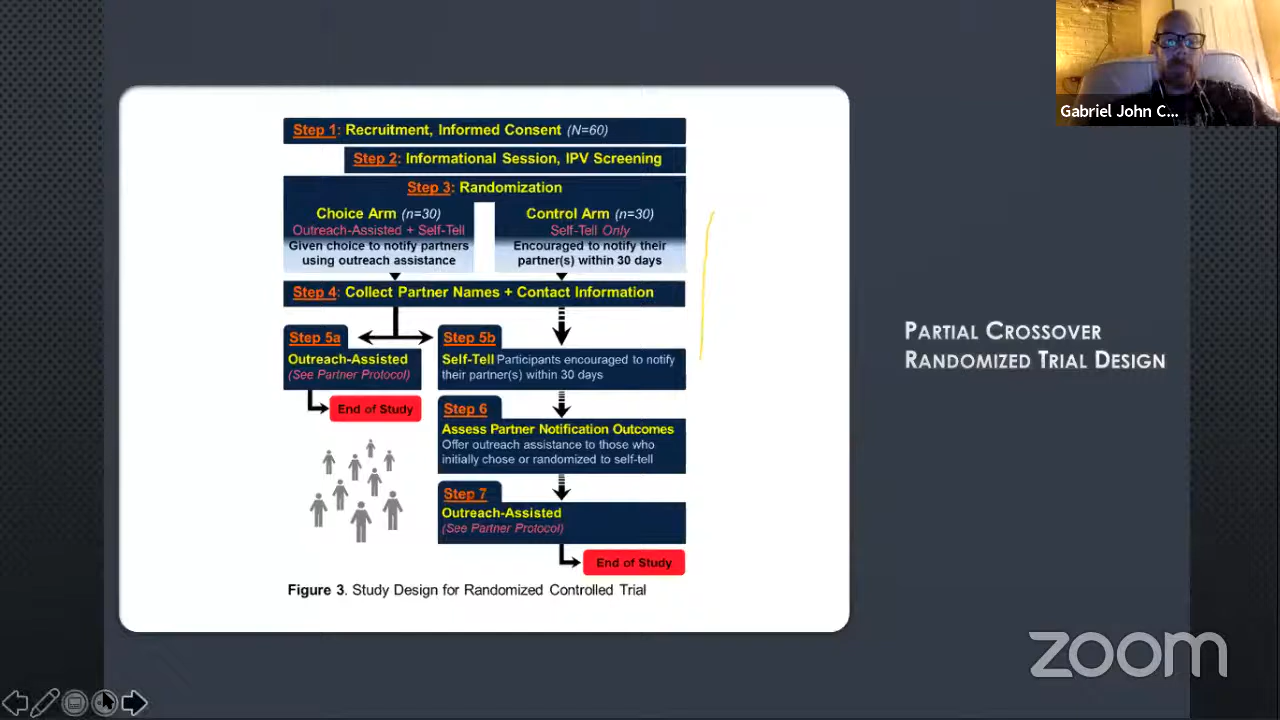 Gabriel John C...
Step 1: Recruitment, Informed Consent (N=60)
Step 2: Informational Session, IPV Screening
Step 3: Randomization
Choice Arm (n=30)
Outreach-Assisted + Self-Tell
Given choice to notify partners
using outreach assistance
Control Arm (n=30)
Self-Tell Only
Encouraged to notify their
partner(s) within 30 days
Step 4: Collect Partner Names + Contact Information
Step 5a
Outreach-Assisted
(See Partner Protocol)
End of Study
Step 5b
Self-Tell Participants encouraged to notify
their partner(s) within 30 days
Step 6
Assess Partner Notification Outcomes
Offer outreach assistance to those who
initially chose or randomized to self-tell
Step 7
Outreach-Assisted
(See Partner Protocol)
End of Study
Figure 3. Study Design for Randomized Controlled Trial
PARTIAL CROSSOVER
RANDOMIZED TRIAL DESIGN
zoom